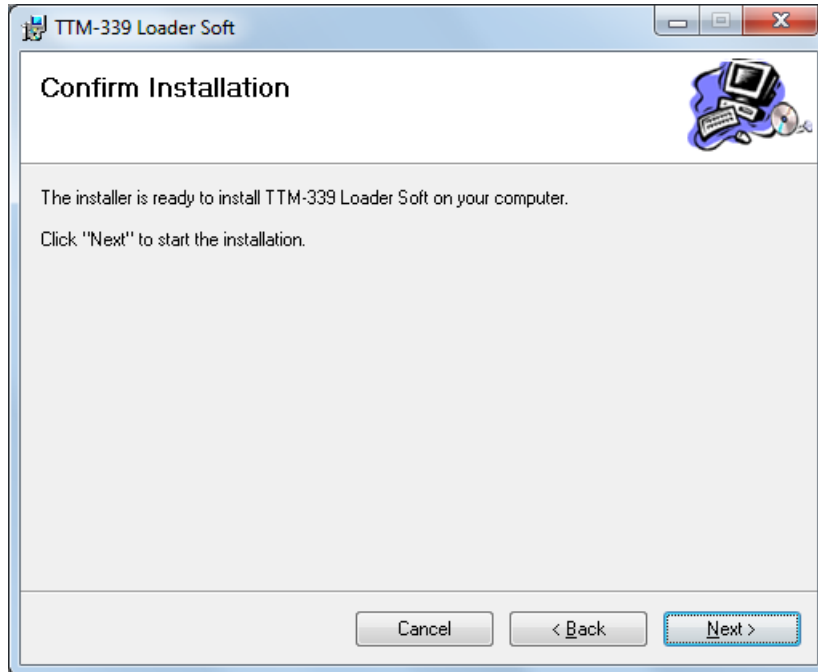 TTM-339 Loader Soft
Confirm Installation
The installer is ready to install TTM-339 Loader Soft on your computer.
Click "Next" to start the installation.
Cancel
< Back
Next >